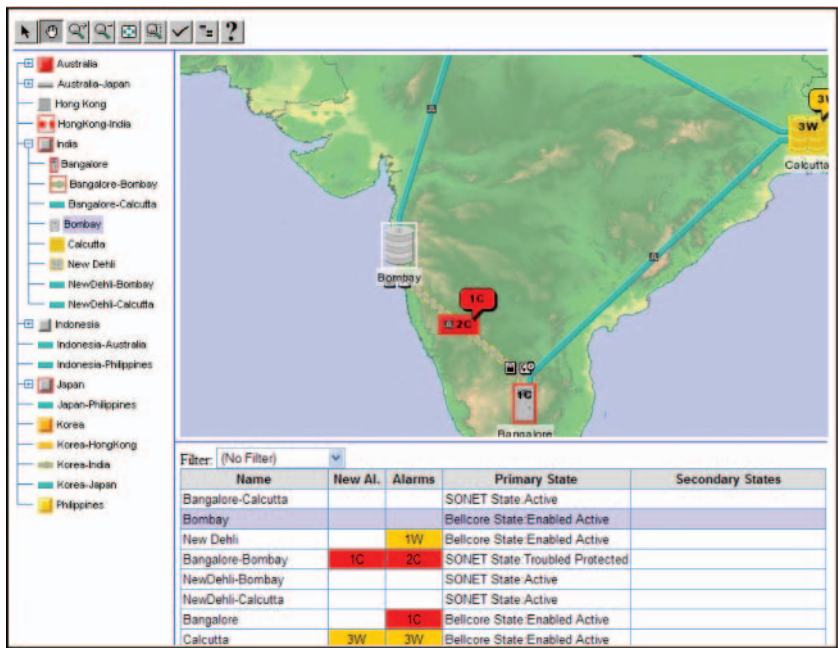 ?
Australia
Australia-Japan
Hong Kong
HongKong-India
India
Bangalore
Bangalore-Bombay
Bangalore-Calcutta
Bombay
Calcutta
New Dehli
NewDehli-Bombay
NewDehli-Calcutta
Indonesia
Indonesia-Australia
Indonesia-Philippines
Japan
Japan-Philippines
Korea
Korea-HongKong
Korea-India
Korea-Japan
Philippines
3W
Calcutta
Bombay
1C
2C
1C
Bangalore
Filter: (No Filter)
Name New Al. Alarms Primary State Secondary States
Bangalore-Calcutta SONET State:Active
Bombay Bellcore State:Enabled Active
New Dehli 1W Bellcore State:Enabled Active
Bangalore-Bombay 1C 2C SONET State:Troubled Protected
NewDehli-Bombay SONET State:Active
NewDehli-Calcutta SONET State:Active
Bangalore 1C Bellcore State:Enabled Active
Calcutta 3W 3W Bellcore State:Enabled Active